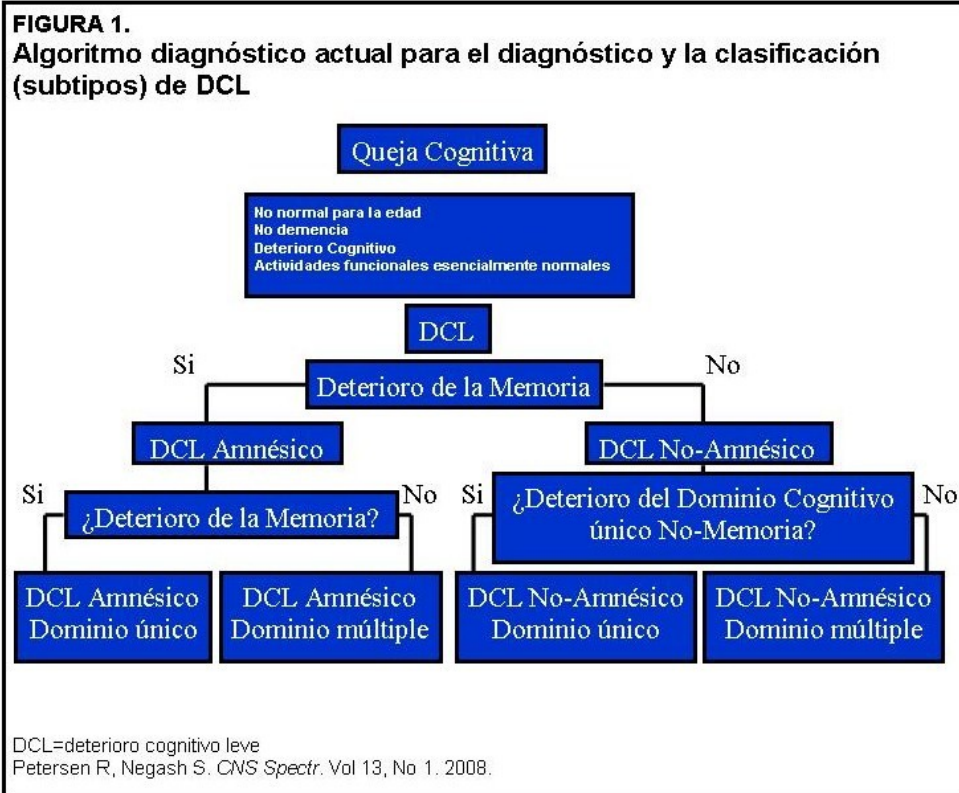 FIGURA 1.
Algoritmo diagnóstico actual para el diagnóstico y la clasificación
(subtipos) de DCL
Queja Cognitiva
No normal para la edad
No demencia
Deterioro Cognitivo
Actividades funcionales esencialmente normales
DCL
Si
No
Deterioro de la Memoria
DCL Amnésico
DCL No-Amnésico
Si
No
¿Deterioro de la Memoria?
Si
No
¿Deterioro del Dominio Cognitivo
único No-Memoria?
DCL Amnésico
Dominio único
DCL Amnésico
Dominio múltiple
DCL No-Amnésico
Dominio único
DCL No-Amnésico
Dominio múltiple
DCL=deterioro cognitivo leve
Petersen R, Negash S. CNS Spectr. Vol 13, No 1. 2008.